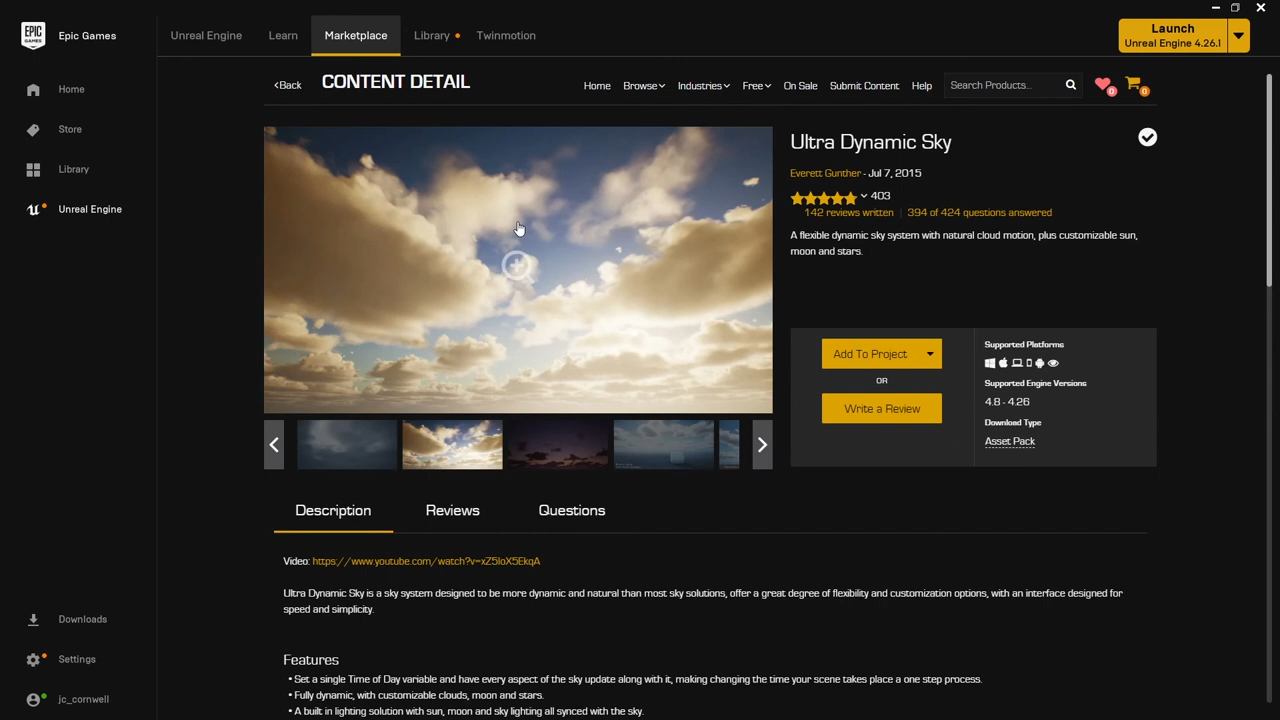 EPIC GAMES
Epic Games
Unreal Engine
Learn
Marketplace
Library
Twinmotion
Launch
Unreal Engine 4.26.1
Home
Store
Library
Unreal Engine
Back
CONTENT DETAIL
Home
Browse
Industries
Free
On Sale
Submit Content
Help
Search Products...
0
0
Ultra Dynamic Sky
Everett Gunther - Jul 7, 2015
403
142 reviews written | 394 of 424 questions answered
A flexible dynamic sky system with natural cloud motion, plus customizable sun,
moon and stars.
Add To Project
OR
Write a Review
Supported Platforms
Supported Engine Versions
4.8 - 4.26
Download Type
Asset Pack
Description
Reviews
Questions
Video: https://www.youtube.com/watch?v=xZ5IoX5EkqA
Ultra Dynamic Sky is a sky system designed to be more dynamic and natural than most sky solutions, offer a great degree of flexibility and customization options, with an interface designed for
speed and simplicity.
Features
• Set a single Time of Day variable and have every aspect of the sky update along with it, making changing the time your scene takes place a one step process.
• Fully dynamic, with customizable clouds, moon and stars.
• A built in lighting solution with sun, moon and sky lighting all synced with the sky.
Downloads
Settings
jc_cornwell